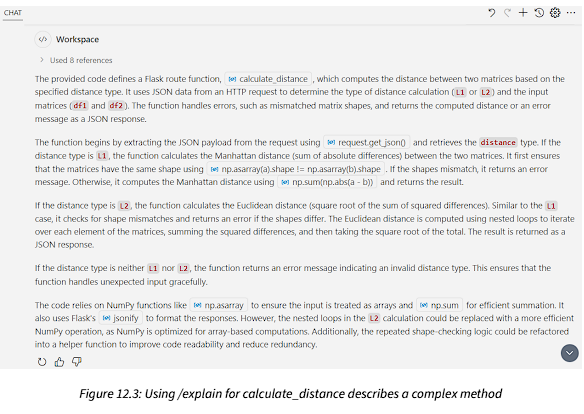 CHAT
Workspace
Used 8 references
The provided code defines a Flask route function, calculate_distance , which computes the distance between two matrices based on the
specified distance type. It uses JSON data from an HTTP request to determine the type of distance calculation ( L1 or L2 ) and the input
matrices ( df1 and df2 ). The function handles errors, such as mismatched matrix shapes, and returns the computed distance or an error
message as a JSON response.
The function begins by extracting the JSON payload from the request using request.get_json() and retrieves the distance type. If the
distance type is L1 , the function calculates the Manhattan distance (sum of absolute differences) between the two matrices. It first ensures
that the matrices have the same shape using np.asarray(a).shape != np.asarray(b).shape . If the shapes mismatch, it returns an error
message. Otherwise, it computes the Manhattan distance using np.sum(np.abs(a - b)) and returns the result.
If the distance type is L2 , the function calculates the Euclidean distance (square root of the sum of squared differences). Similar to the L1
case, it checks for shape mismatches and returns an error if the shapes differ. The Euclidean distance is computed using nested loops to iterate
over each element of the matrices, summing the squared differences, and then taking the square root of the total. The result is returned as a
JSON response.
If the distance type is neither L1 nor L2 , the function returns an error message indicating an invalid distance type. This ensures that the
function handles unexpected input gracefully.
The code relies on NumPy functions like np.asarray to ensure the input is treated as arrays and np.sum for efficient summation. It
also uses Flask's jsonify to format the responses. However, the nested loops in the L2 calculation could be replaced with a more efficient
NumPy operation, as NumPy is optimized for array-based computations. Additionally, the repeated shape-checking logic could be refactored
into a helper function to improve code readability and reduce redundancy.
Figure 12.3: Using /explain for calculate_distance describes a complex method